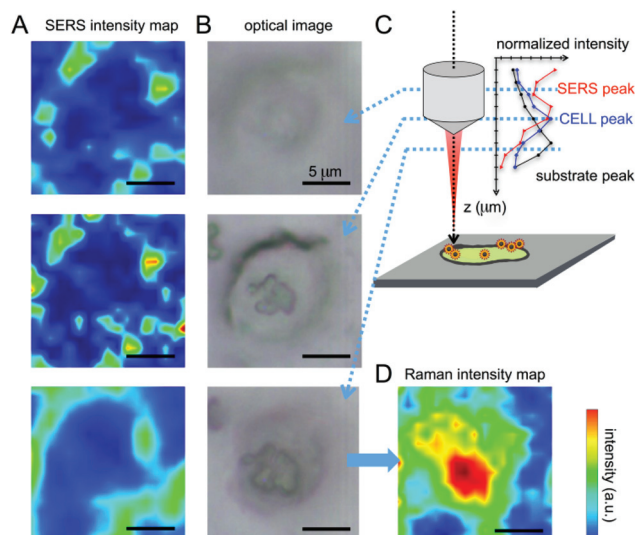 A
SERS intensity map
B
optical image
C
normalized intensity
SERS peak
CELL peak
substrate peak
z (μm)
5 μm
D
Raman intensity map
intensity (a.u.)